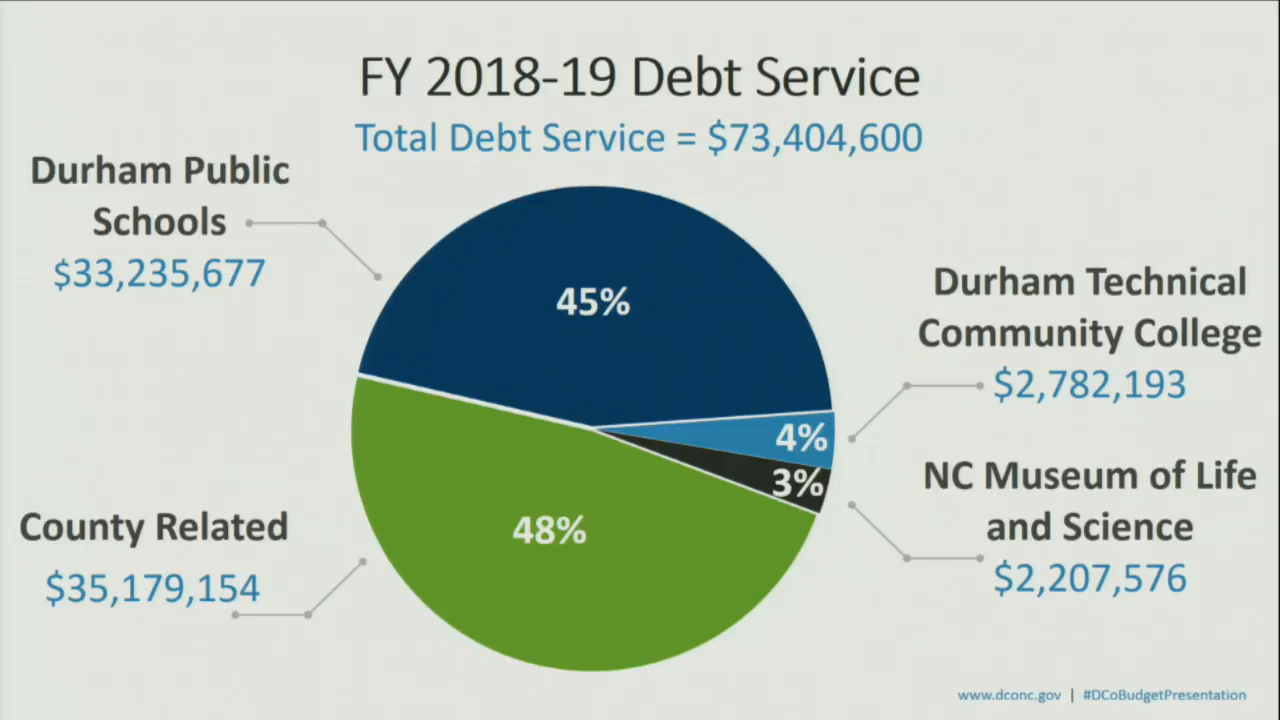 FY 2018-19 Debt Service
Total Debt Service = $73,404,600
Durham Public
Schools
$33,235,677
45%
Durham Technical
Community College
$2,782,193
4%
NC Museum of Life
and Science
$2,207,576
3%
County Related
$35,179,154
48%
www.dconc.gov | #DCoBudgetPresentation